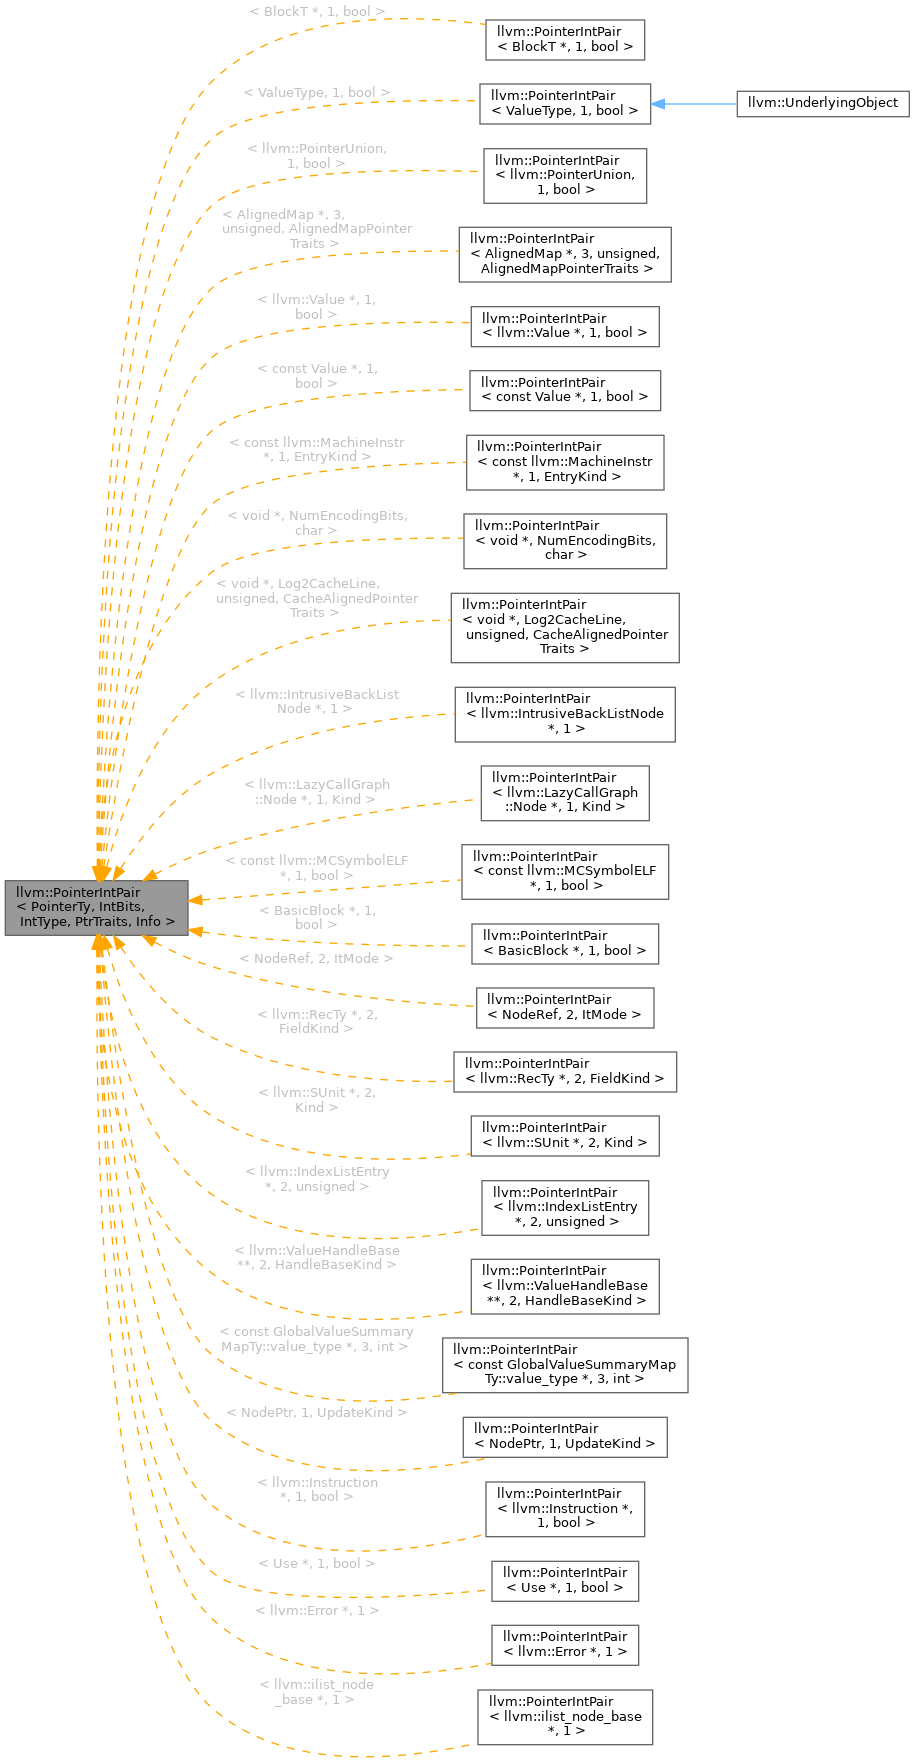 < BlockT *, 1, bool >
llvm::PointerIntPair
< BlockT *, 1, bool >
< ValueType, 1, bool >
llvm::PointerIntPair
< ValueType, 1, bool >
llvm::UnderlyingObject
< llvm::PointerUnion,
1, bool >
llvm::PointerIntPair
< llvm::PointerUnion,
1, bool >
< AlignedMap *, 3,
unsigned, AlignedMapPointer
Traits >
llvm::PointerIntPair
< AlignedMap *, 3, unsigned,
AlignedMapPointerTraits >
< llvm::Value *, 1,
bool >
llvm::PointerIntPair
< llvm::Value *, 1, bool >
< const Value *, 1,
bool >
llvm::PointerIntPair
< const Value *, 1, bool >
< const llvm::MachineInstr
*, 1, EntryKind >
llvm::PointerIntPair
< const llvm::MachineInstr
*, 1, EntryKind >
< void *, NumEncodingBits,
char >
llvm::PointerIntPair
< void *, NumEncodingBits,
char >
< void *, Log2CacheLine,
unsigned, CacheAlignedPointer
Traits >
llvm::PointerIntPair
< void *, Log2CacheLine,
unsigned, CacheAlignedPointer
Traits >
< llvm::IntrusiveBackList
Node *, 1 >
llvm::PointerIntPair
< llvm::IntrusiveBackListNode
*, 1 >
< llvm::LazyCallGraph
::Node *, 1, Kind >
llvm::PointerIntPair
< llvm::LazyCallGraph
::Node *, 1, Kind >
< const llvm::MCSymbolELF
*, 1, bool >
llvm::PointerIntPair
< const llvm::MCSymbolELF
*, 1, bool >
llvm::PointerIntPair
< PointerTy, IntBits,
IntType, PtrTraits, Info >
< BasicBlock *, 1,
bool >
llvm::PointerIntPair
< BasicBlock *, 1, bool >
< NodeRef, 2, ItMode >
llvm::PointerIntPair
< NodeRef, 2, ItMode >
< llvm::RecTy *, 2,
FieldKind >
llvm::PointerIntPair
< llvm::RecTy *, 2, FieldKind >
< llvm::SUnit *, 2,
Kind >
llvm::PointerIntPair
< llvm::SUnit *, 2, Kind >
< llvm::IndexListEntry
*, 2, unsigned >
llvm::PointerIntPair
< llvm::IndexListEntry
*, 2, unsigned >
< llvm::ValueHandleBase
**, 2, HandleBaseKind >
llvm::PointerIntPair
< llvm::ValueHandleBase
**, 2, HandleBaseKind >
< const GlobalValueSummary
MapTy::value_type *, 3, int >
llvm::PointerIntPair
< const GlobalValueSummaryMap
Ty::value_type *, 3, int >
< NodePtr, 1, UpdateKind >
llvm::PointerIntPair
< NodePtr, 1, UpdateKind >
< llvm::Instruction
*, 1, bool >
llvm::PointerIntPair
< llvm::Instruction *,
1, bool >
< Use *, 1, bool >
llvm::PointerIntPair
< Use *, 1, bool >
< llvm::Error *, 1 >
llvm::PointerIntPair
< llvm::Error *, 1 >
< llvm::ilist_node
_base *, 1 >
llvm::PointerIntPair
< llvm::ilist_node_base
*, 1 >